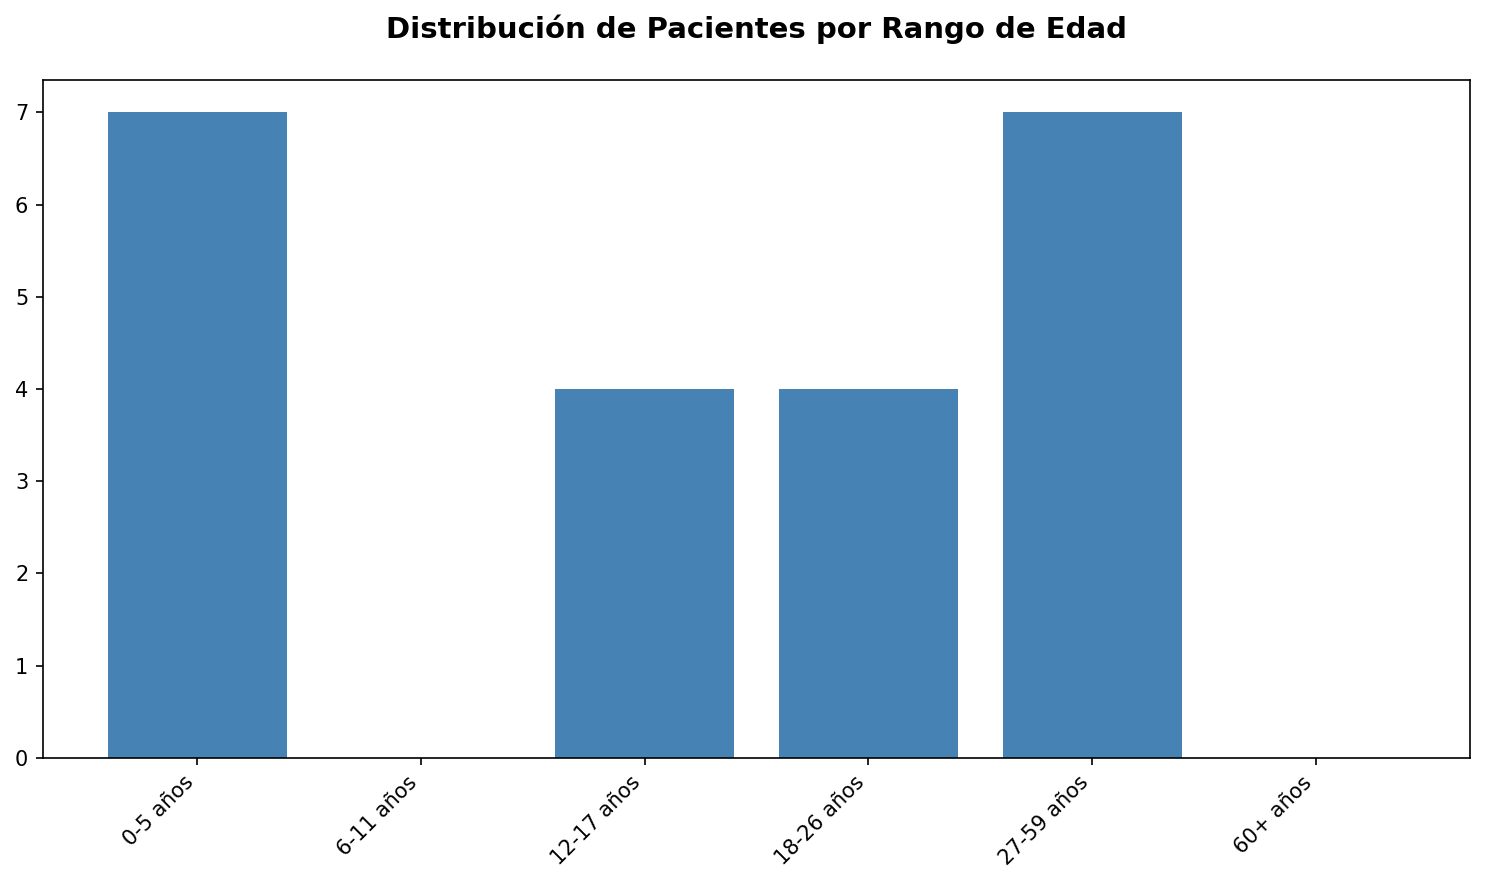 Distribución de Pacientes por Rango de Edad
7
6
5
4
3
2
1
0
0-5 años
6-11 años
12-17 años
18-26 años
27-59 años
60+ años